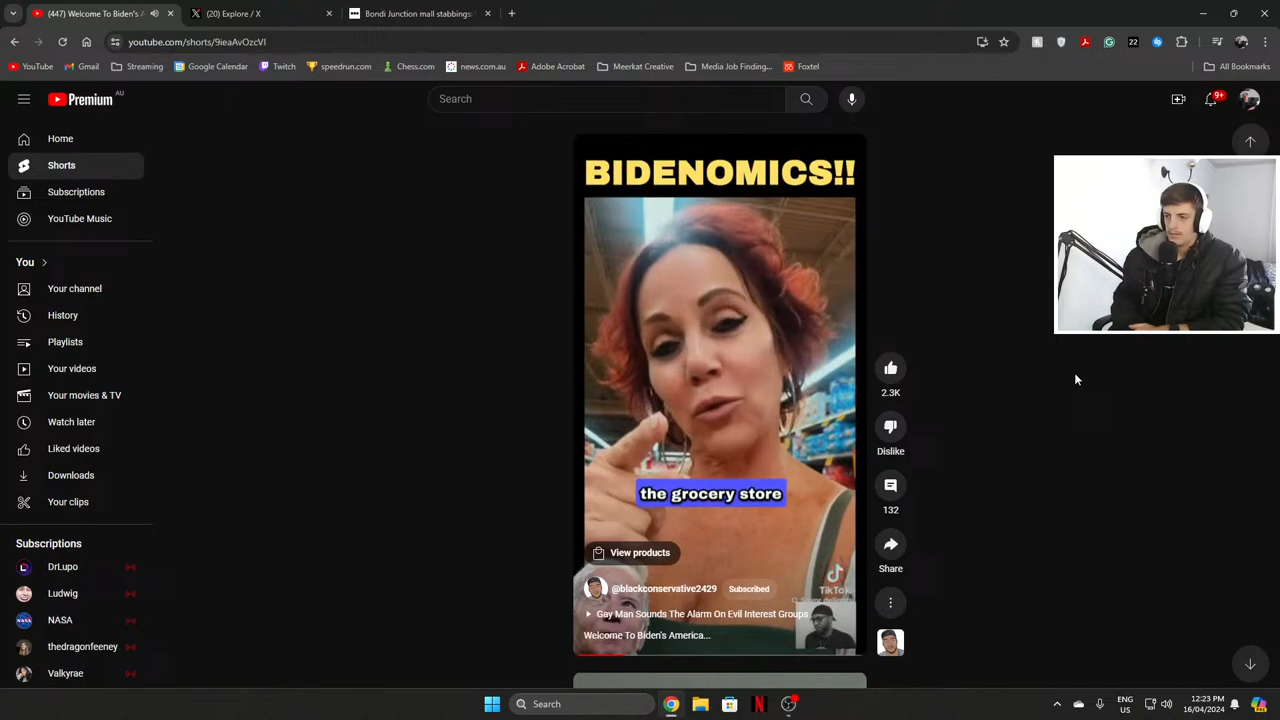 (447) Welcome To Biden's A
(20) Explore / X
Bondi Junction mall stabbings:
youtube.com/shorts/9ieaAvOzcVI
YouTube
Gmail
Streaming
Google Calendar
Twitch
speedrun.com
Chess.com
news.com.au
Adobe Acrobat
Meerkat Creative
Media Job Finding...
Foxtel
All Bookmarks
22
Premium AU
Search
9+
Home
Shorts
Subscriptions
YouTube Music
You
Your channel
History
Playlists
Your videos
Your movies & TV
Watch later
Liked videos
Downloads
Your clips
Subscriptions
DrLupo
Ludwig
NASA
thedragonfeeney
Valkyrae
BIDENOMICS!!
the grocery store
View products
TikTok
@blackconservative2429 Subscribed
Gay Man Sounds The Alarm On Evil Interest Groups
Welcome To Biden's America...
2.3K
Dislike
132
Share
Search
ENG
US
12:23 PM
16/04/2024